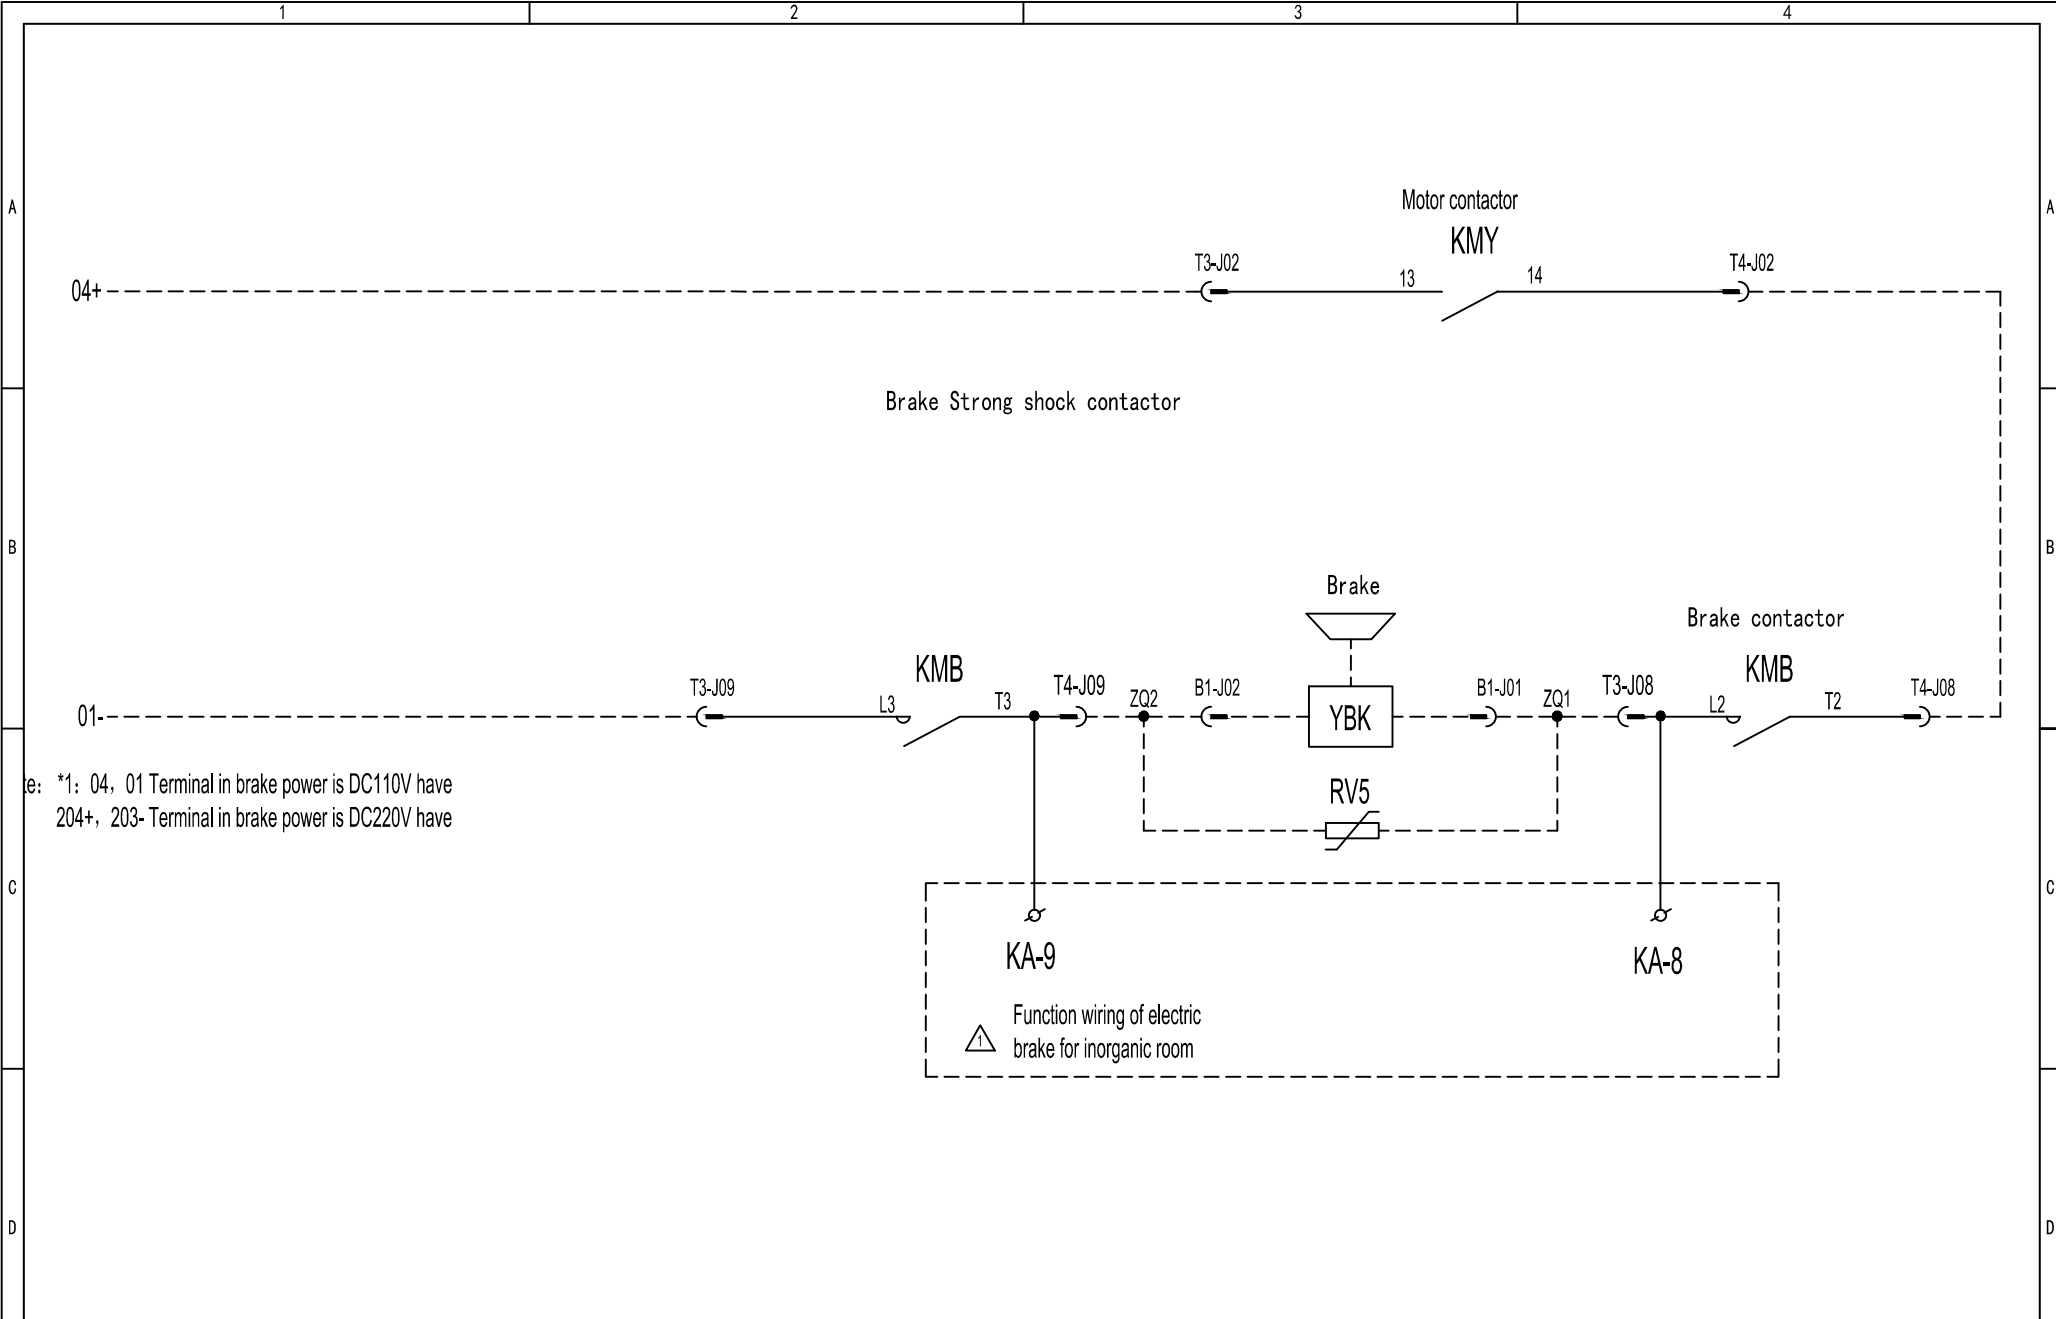 1 2 3 4
A A
Motor contactor
KMY
T3-J02 13 14 T4-J02
04+
Brake Strong shock contactor
B B
Brake
Brake contactor
KMB KMB
T3-J09 L3 T3 T4-J09 ZQ2 B1-J02 B1-J01 ZQ1 T3-J08 L2 T2 T4-J08
01-
YBK
te: *1: 04, 01 Terminal in brake power is DC110V have
204+, 203- Terminal in brake power is DC220V have
RV5
C C
KA-9 KA-8
1 Function wiring of electric
brake for inorganic room
D D